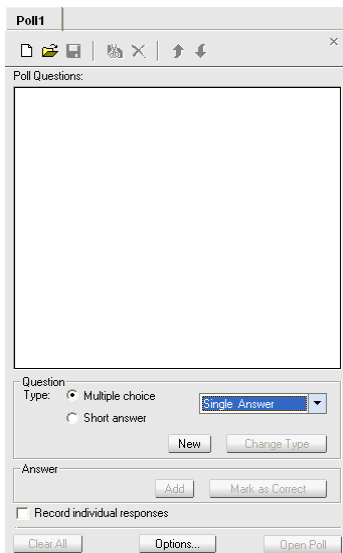 Poll1
Poll Questions:
Question
Type: Multiple choice Single Answer
Short answer
New Change Type
Answer
Add Mark as Correct
Record individual responses
Clear All Options... Open Poll